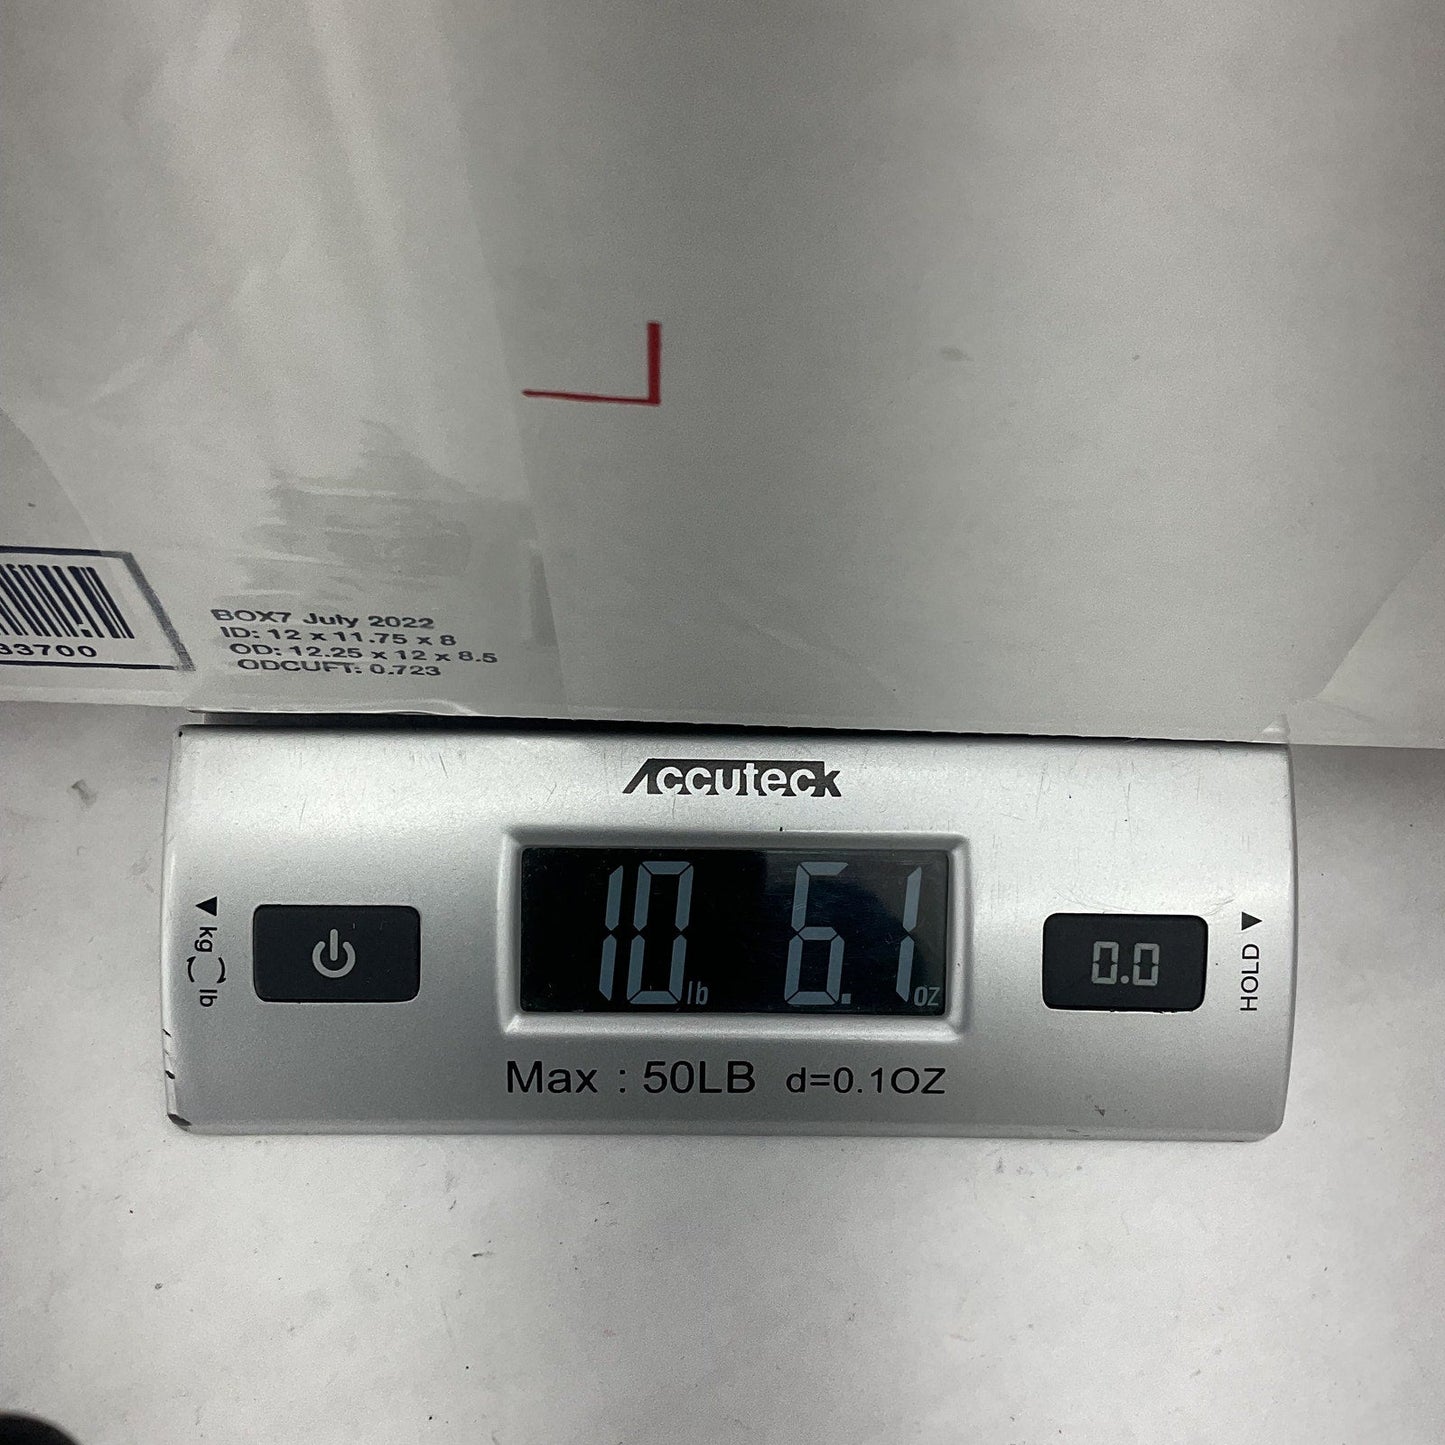 33700
BOX7 July 2022
ID: 12 x 11.75 x 8
OD: 12.25 x 12 x 8.5
ODCUFT: 0.723
Accuteck
kg lb
10 lb 6.1 oz
0.0
HOLD
Max : 50LB d=0.1OZ